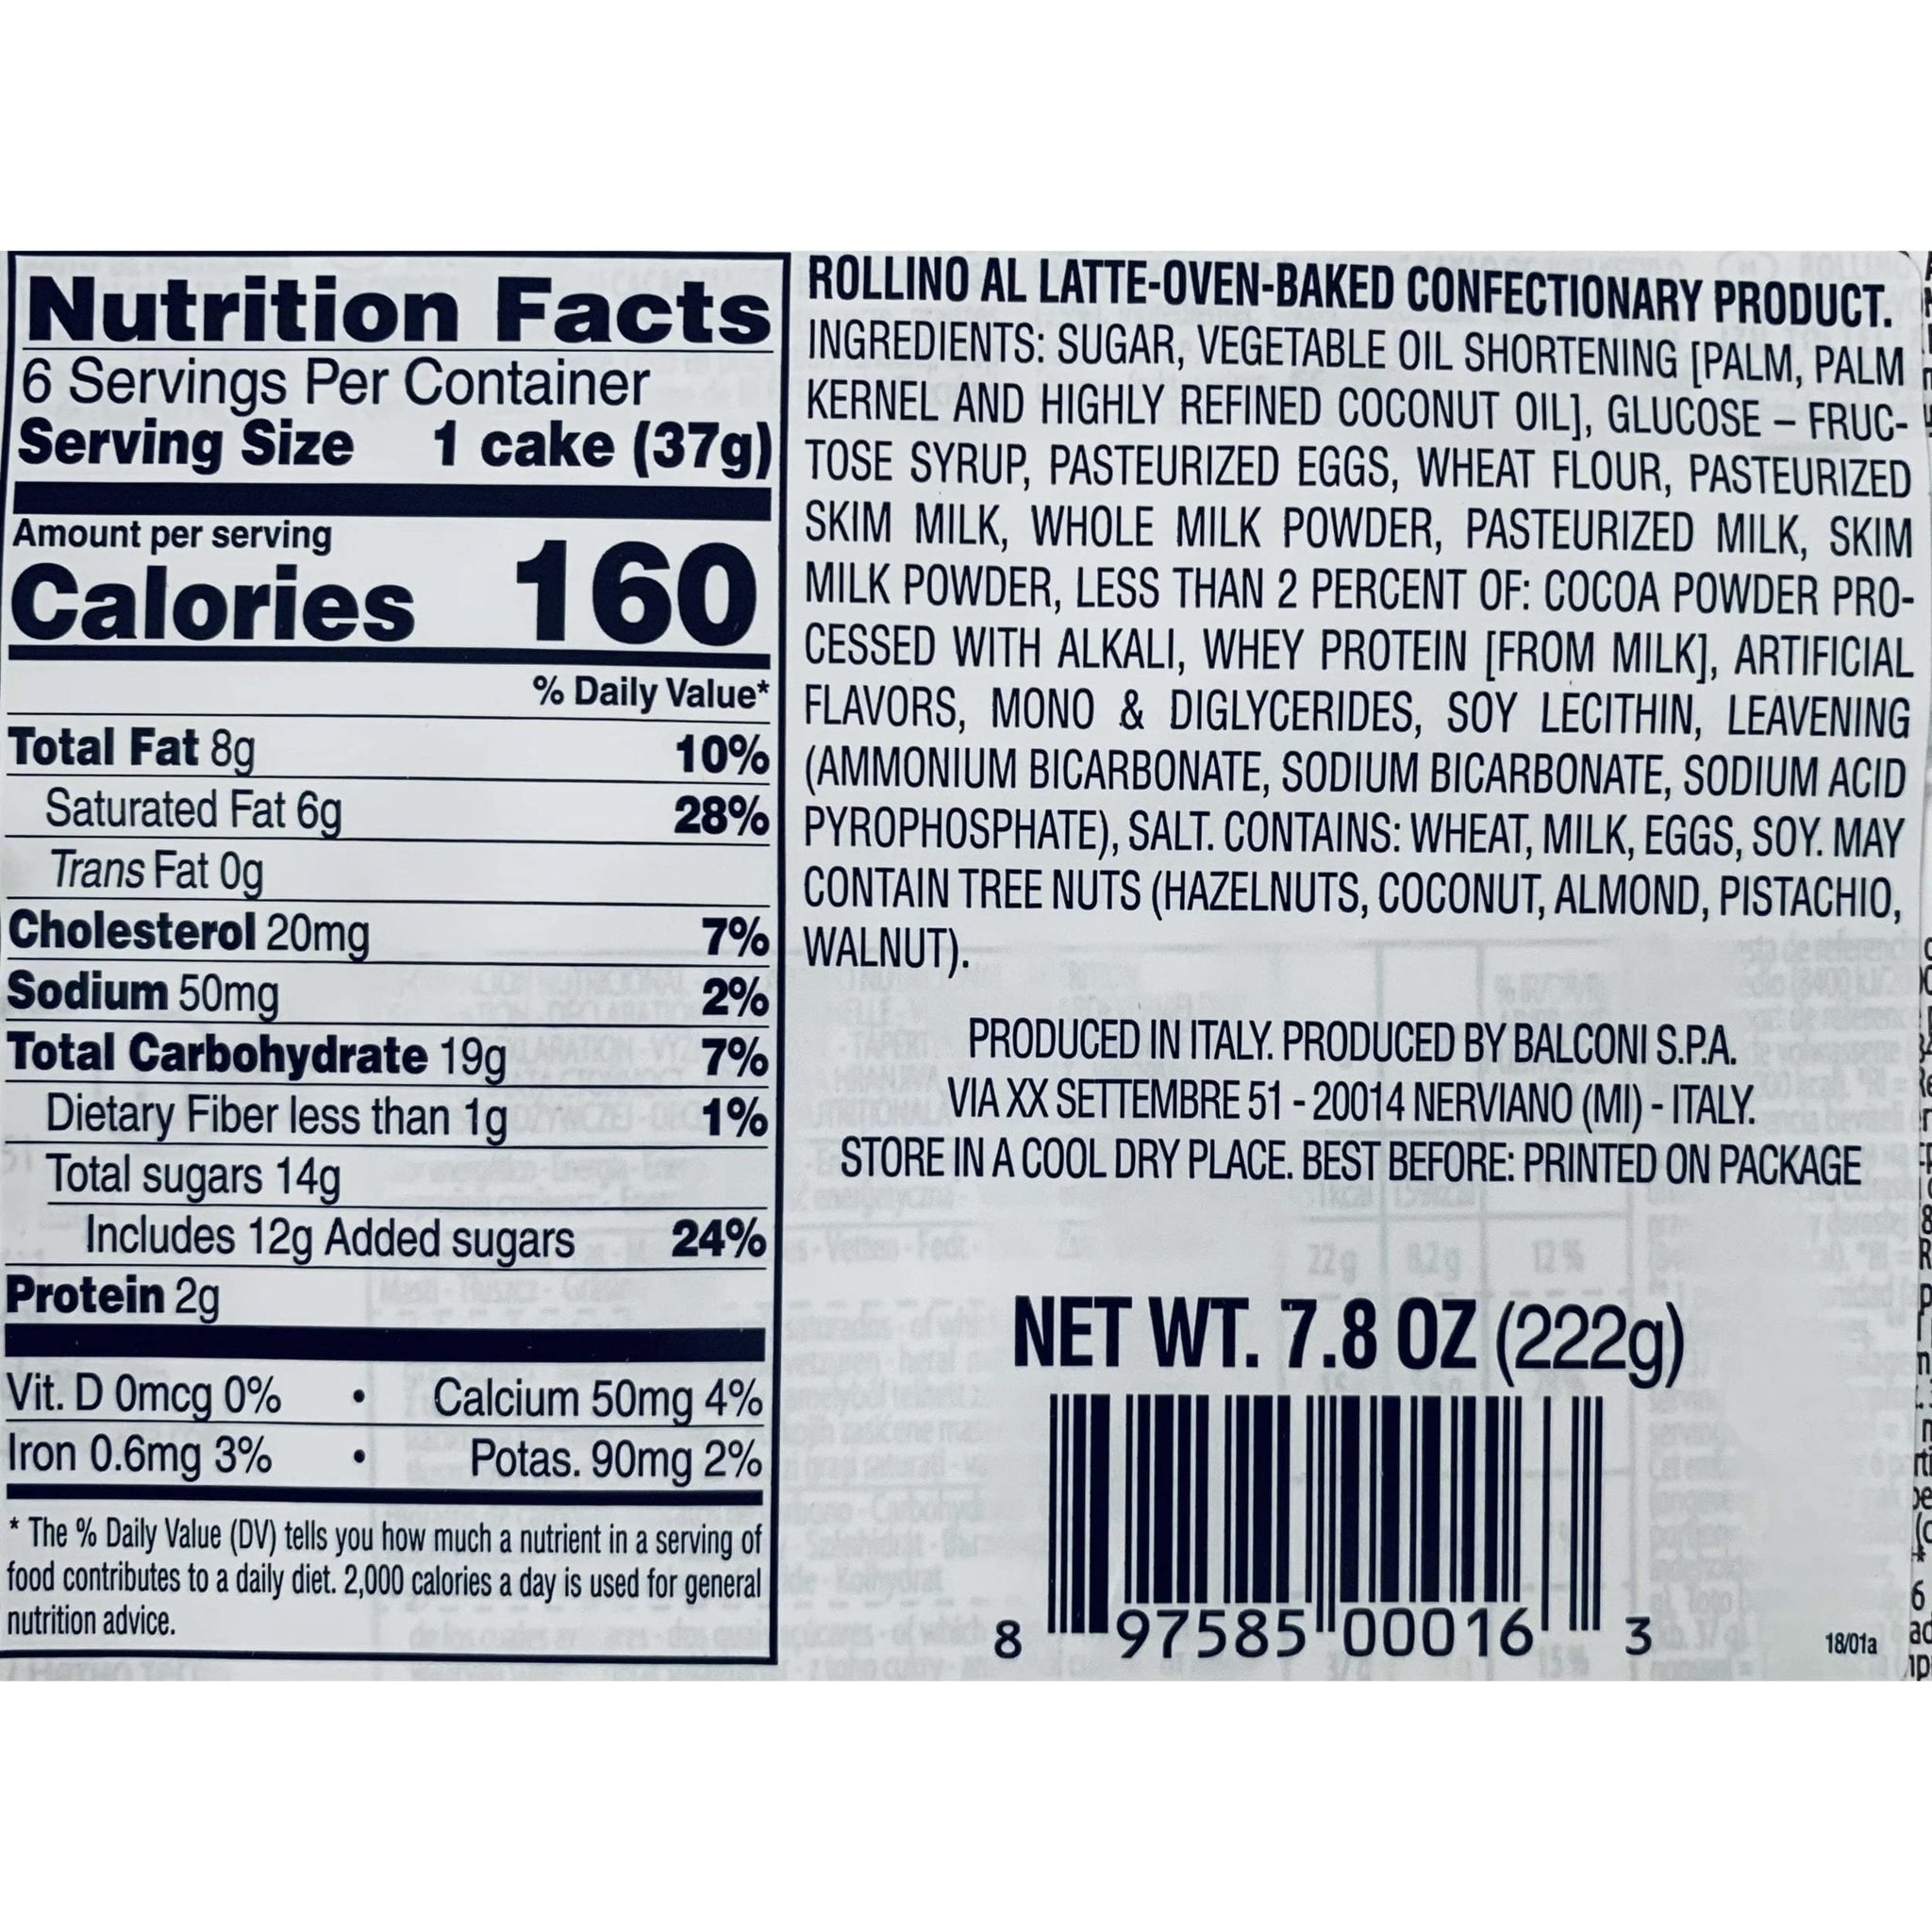 Nutrition Facts
6 Servings Per Container
Serving Size 1 cake (37g)
Amount per serving
Calories 160
% Daily Value*
Total Fat 8g 10%
Saturated Fat 6g 28%
Trans Fat 0g
Cholesterol 20mg 7%
Sodium 50mg 2%
Total Carbohydrate 19g 7%
Dietary Fiber less than 1g 1%
Total sugars 14g
Includes 12g Added sugars 24%
Protein 2g
Vit. D 0mcg 0% • Calcium 50mg 4%
Iron 0.6mg 3% • Potas. 90mg 2%
* The % Daily Value (DV) tells you how much a nutrient in a serving of
food contributes to a daily diet. 2,000 calories a day is used for general
nutrition advice.
ROLLINO AL LATTE-OVEN-BAKED CONFECTIONARY PRODUCT.
INGREDIENTS: SUGAR, VEGETABLE OIL SHORTENING [PALM, PALM
KERNEL AND HIGHLY REFINED COCONUT OIL], GLUCOSE – FRUC-
TOSE SYRUP, PASTEURIZED EGGS, WHEAT FLOUR, PASTEURIZED
SKIM MILK, WHOLE MILK POWDER, PASTEURIZED MILK, SKIM
MILK POWDER, LESS THAN 2 PERCENT OF: COCOA POWDER PRO-
CESSED WITH ALKALI, WHEY PROTEIN [FROM MILK], ARTIFICIAL
FLAVORS, MONO & DIGLYCERIDES, SOY LECITHIN, LEAVENING
(AMMONIUM BICARBONATE, SODIUM BICARBONATE, SODIUM ACID
PYROPHOSPHATE), SALT. CONTAINS: WHEAT, MILK, EGGS, SOY. MAY
CONTAIN TREE NUTS (HAZELNUTS, COCONUT, ALMOND, PISTACHIO,
WALNUT).
PRODUCED IN ITALY. PRODUCED BY BALCONI S.P.A.
VIA XX SETTEMBRE 51 - 20014 NERVIANO (MI) - ITALY.
STORE IN A COOL DRY PLACE. BEST BEFORE: PRINTED ON PACKAGE
NET WT. 7.8 OZ (222g)
8 97585 00016 3
18/01a